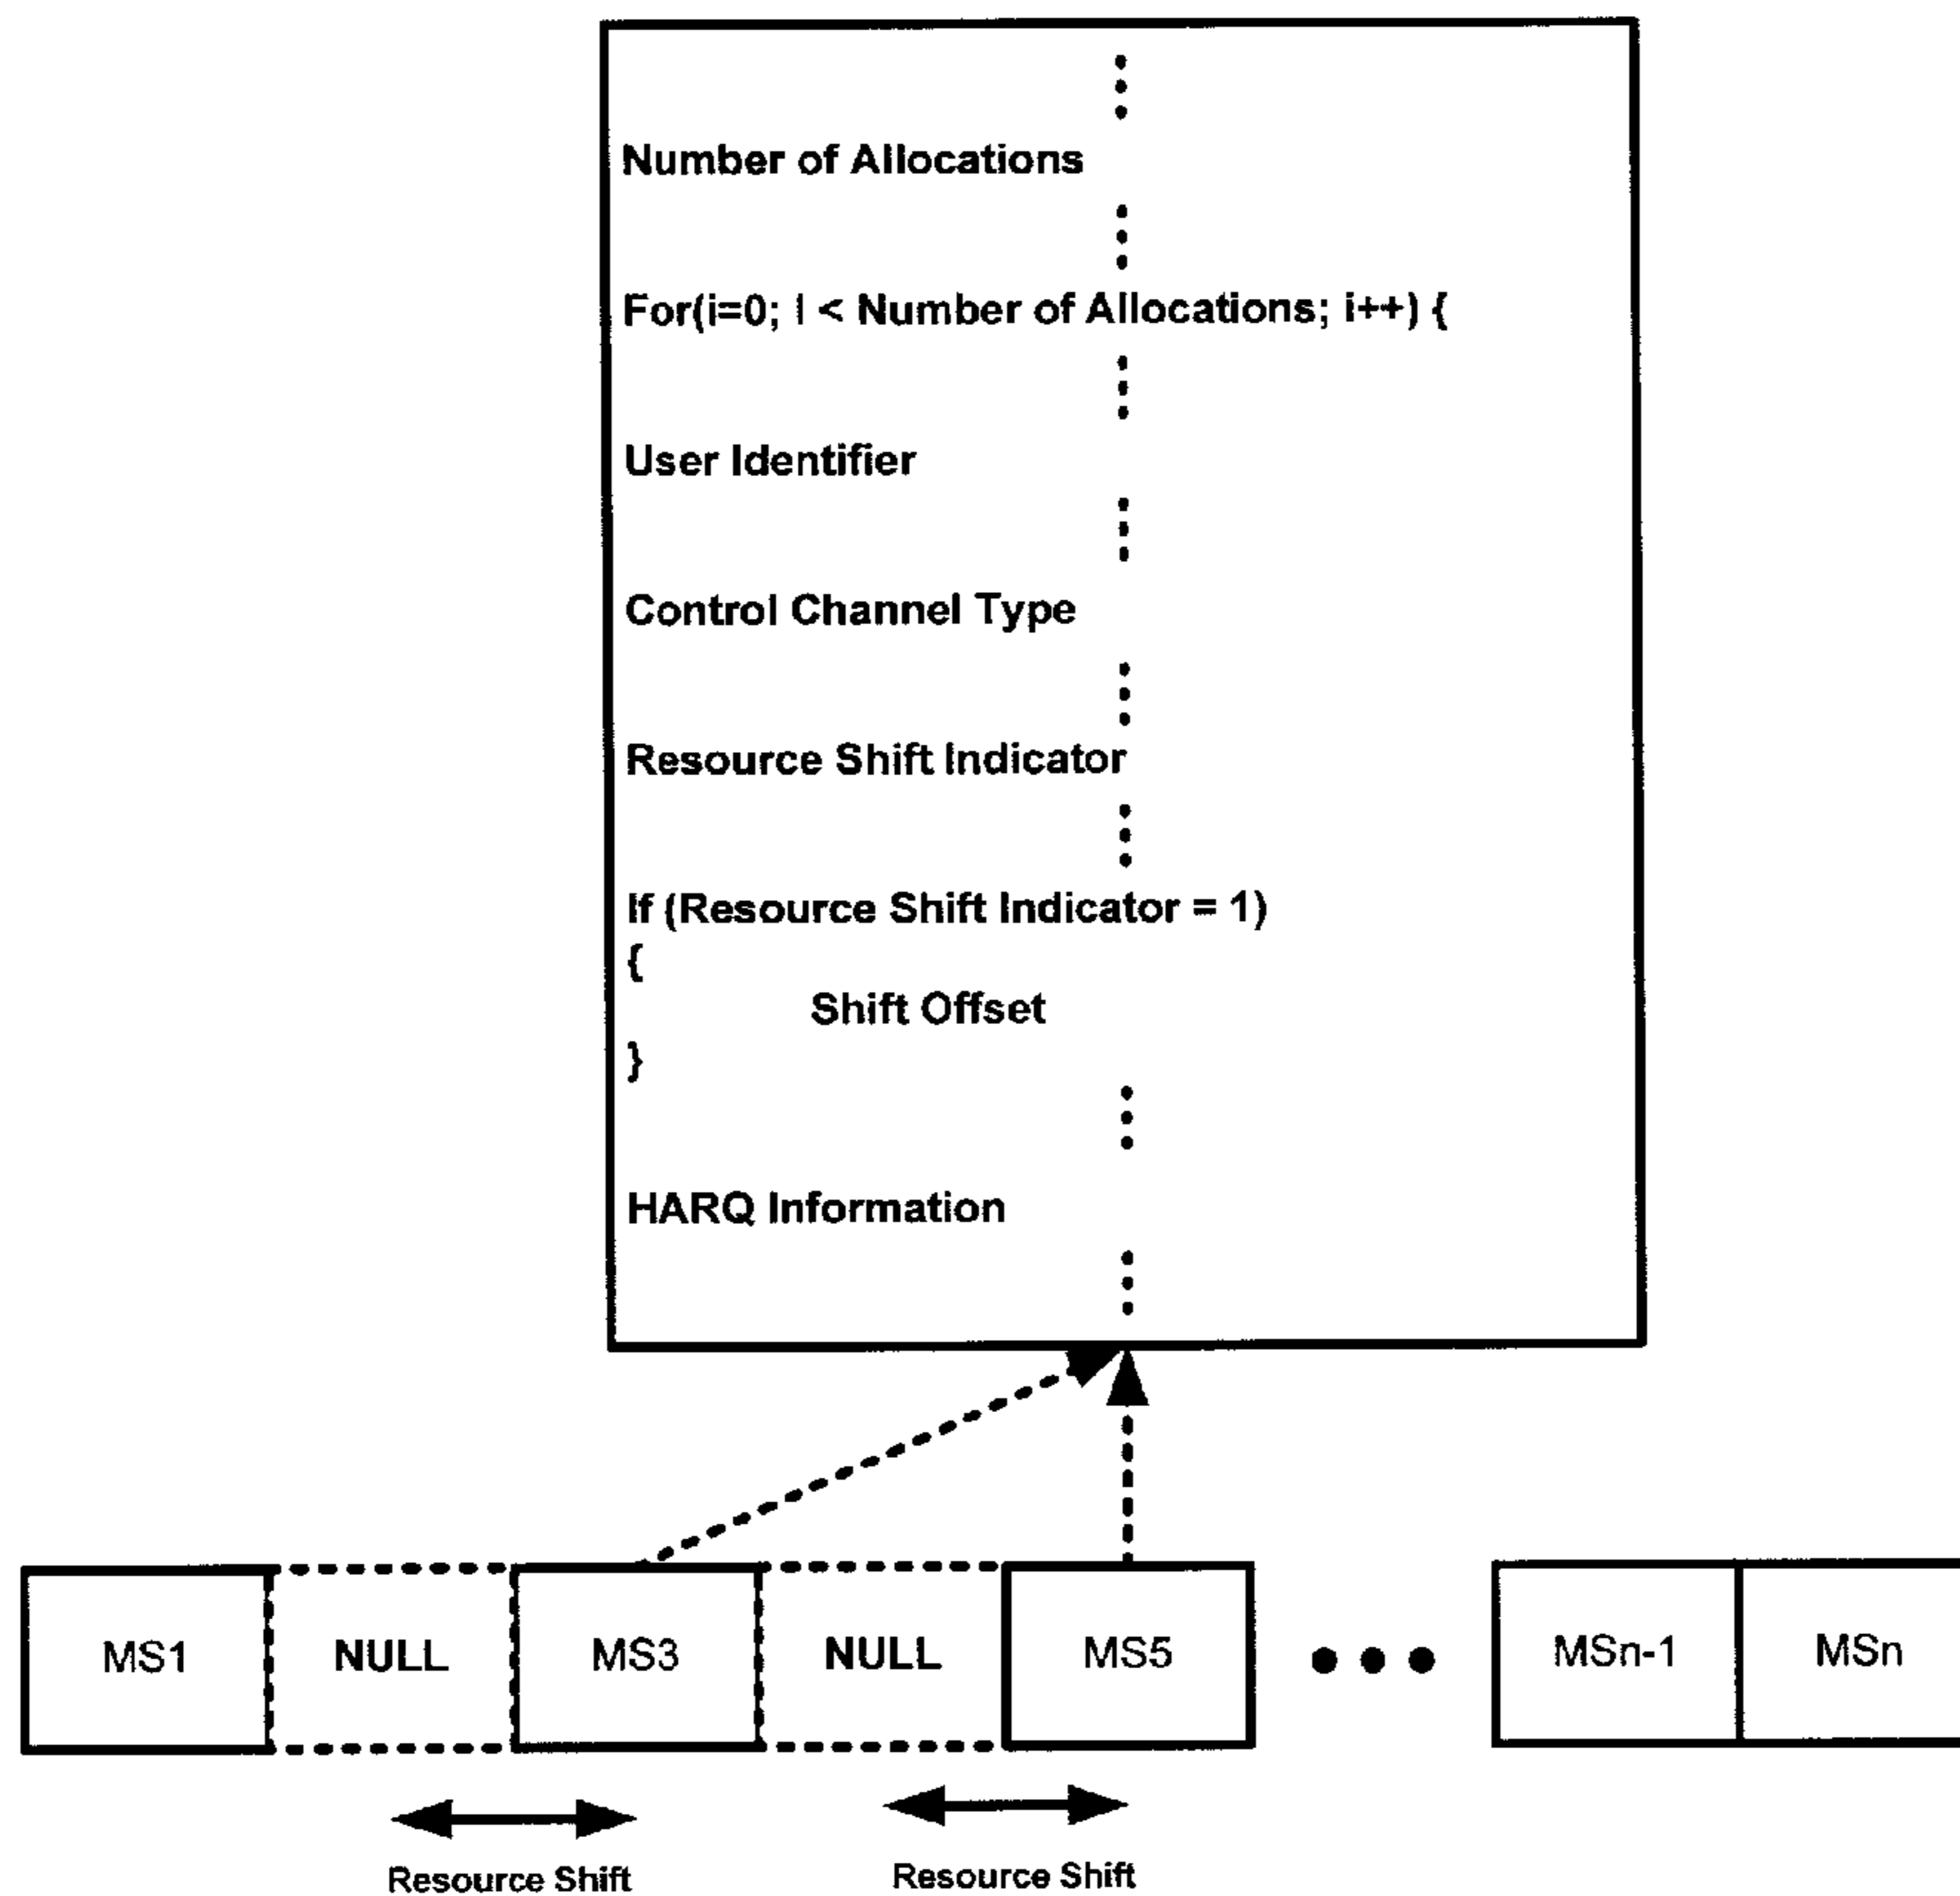 Number of Allocations
For(i=0; I < Number of Allocations; i++) {
User Identifier
Control Channel Type
Resource Shift Indicator
If (Resource Shift Indicator = 1)
{
Shift Offset
}
HARQ Information
MS1 NULL MS3 NULL MS5 ••• MSn-1 MSn
Resource Shift Resource Shift